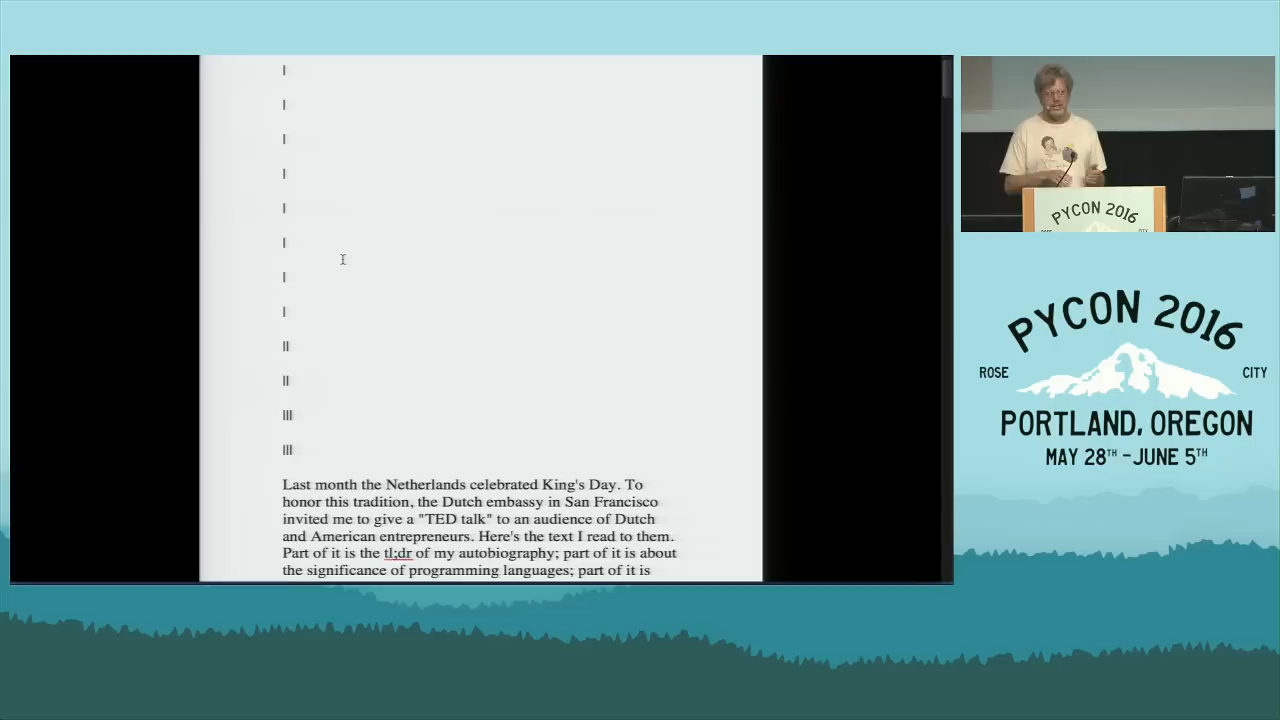 I
I
I
I
I
I
I
I
II
II
III
III
Last month the Netherlands celebrated King's Day. To
honor this tradition, the Dutch embassy in San Francisco
invited me to give a "TED talk" to an audience of Dutch
and American entrepreneurs. Here's the text I read to them.
Part of it is the tl;dr of my autobiography; part of it is about
the significance of programming languages; part of it is
PYCON 2016
PYCON 2016
ROSE
CITY
PORTLAND, OREGON
MAY 28TH – JUNE 5TH